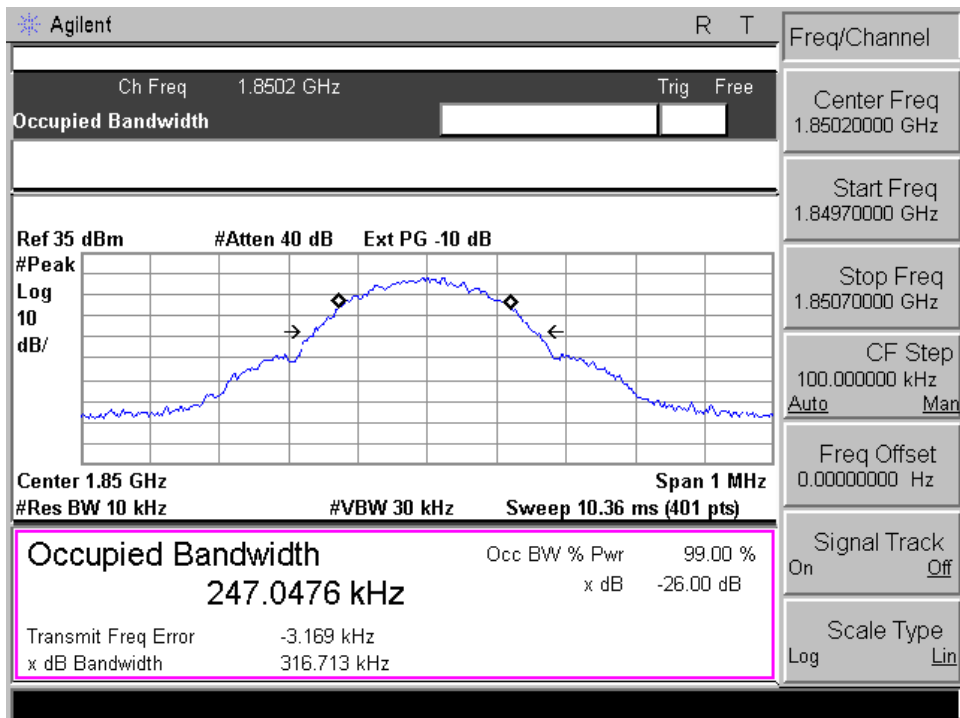 Agilent R T
Ch Freq 1.8502 GHz Trig Free
Occupied Bandwidth
Ref 35 dBm #Atten 40 dB Ext PG -10 dB
#Peak
Log
10
dB/
Center 1.85 GHz Span 1 MHz
#Res BW 10 kHz #VBW 30 kHz Sweep 10.36 ms (401 pts)
Occupied Bandwidth Occ BW % Pwr 99.00 %
247.0476 kHz x dB -26.00 dB
Transmit Freq Error -3.169 kHz
x dB Bandwidth 316.713 kHz
Freq/Channel
Center Freq
1.85020000 GHz
Start Freq
1.84970000 GHz
Stop Freq
1.85070000 GHz
CF Step
100.000000 kHz
Auto Man
Freq Offset
0.00000000 Hz
Signal Track
On Off
Scale Type
Log Lin